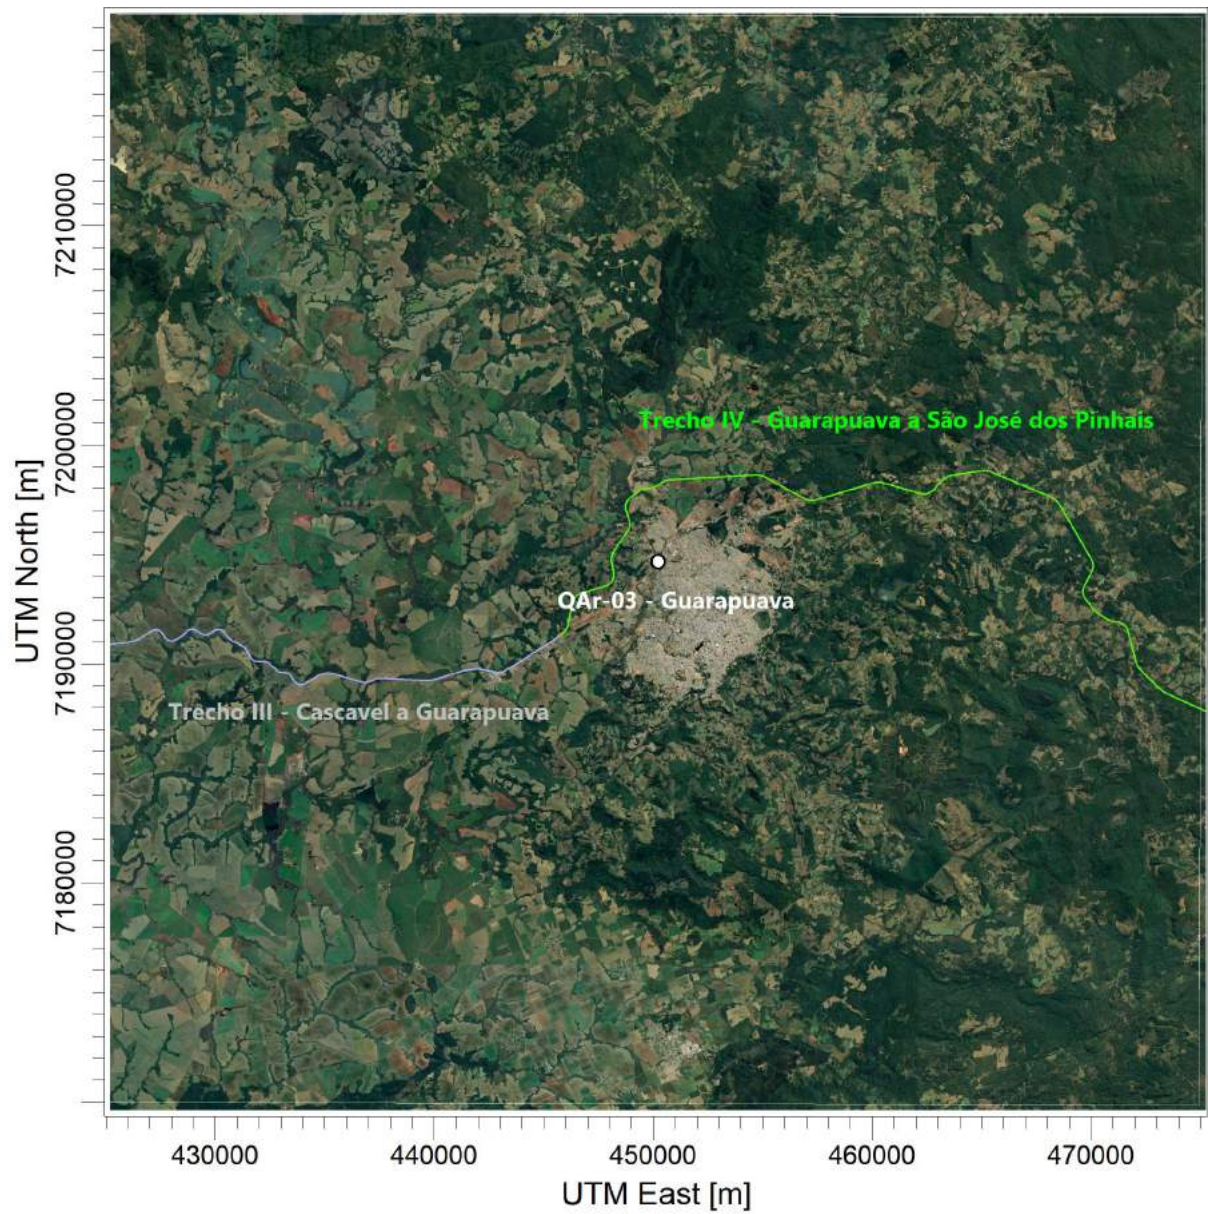 7210000
7200000
7190000
7180000
UTM North [m]
Trecho IV - Guarapuava a São José dos Pinhais
QAr-03 - Guarapuava
Trecho III - Cascavel a Guarapuava
430000 440000 450000 460000 470000
UTM East [m]